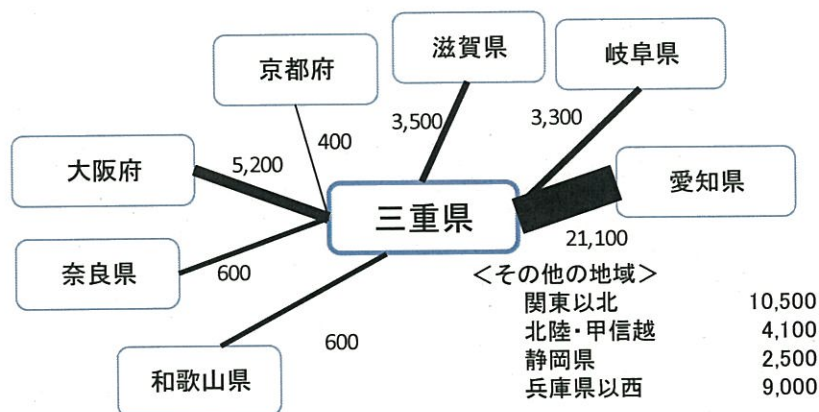 滋賀県
岐阜県
京都府
3,500
3,300
400
大阪府
5,200
愛知県
三重県
21,100
奈良県
600
＜その他の地域＞
関東以北 10,500
北陸・甲信越 4,100
静岡県 2,500
兵庫県以西 9,000
600
和歌山県